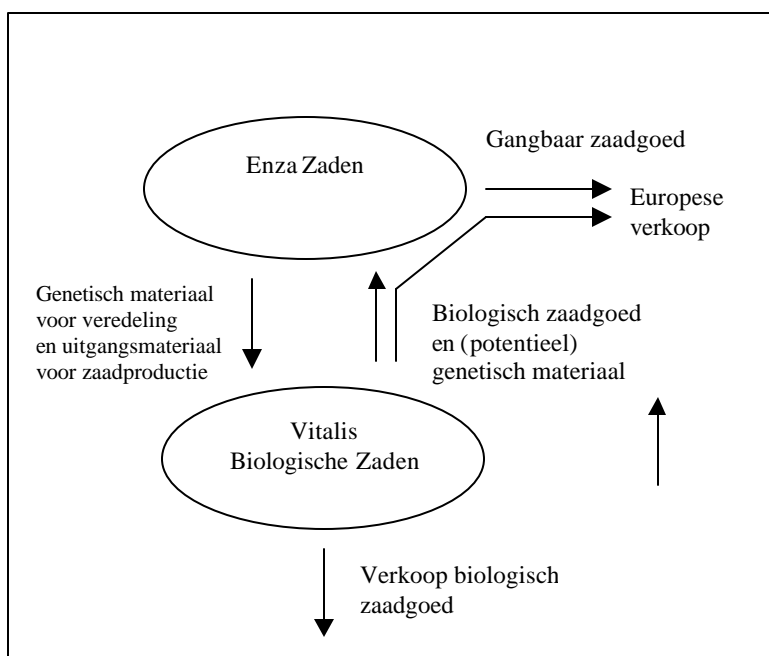 Enza Zaden
Gangbaar zaadgoed
Europese
verkoop
Genetisch materiaal
voor veredeling
en uitgangsmateriaal
voor zaadproductie
Biologisch zaadgoed
en (potentieel)
genetisch materiaal
Vitalis
Biologische Zaden
Verkoop biologisch
zaadgoed